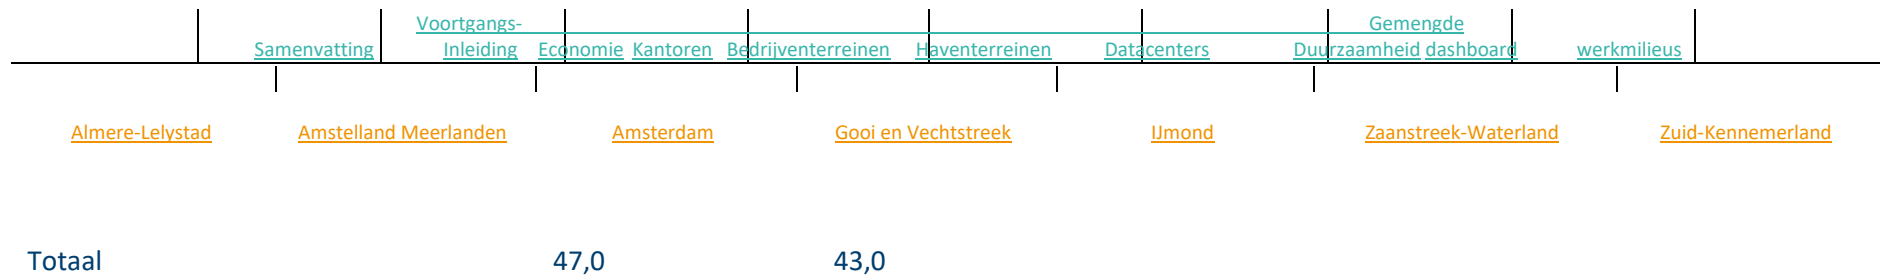 Voortgangs- Gemengde
Samenvatting Inleiding Economie Kantoren Bedrijventerreinen Haventerreinen Datacenters Duurzaamheid dashboard werkmilieus
Almere-Lelystad Amstelland Meerlanden Amsterdam Gooi en Vechtstreek IJmond Zaanstreek-Waterland Zuid-Kennemerland
Totaal 47,0 43,0